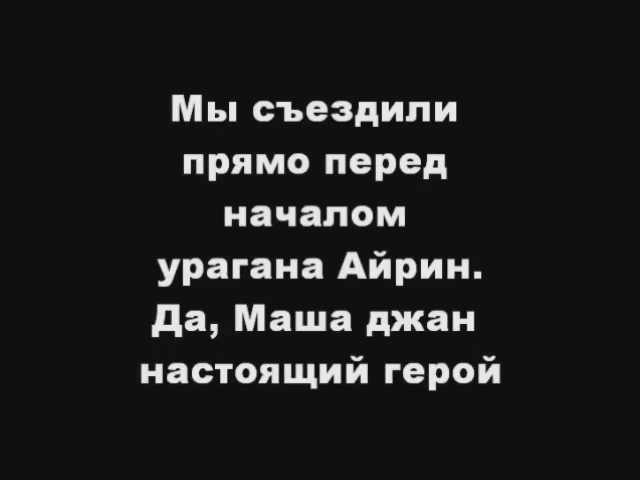 Мы съездили
прямо перед
началом
урагана Айрин.
Да, Маша джан
настоящий герой